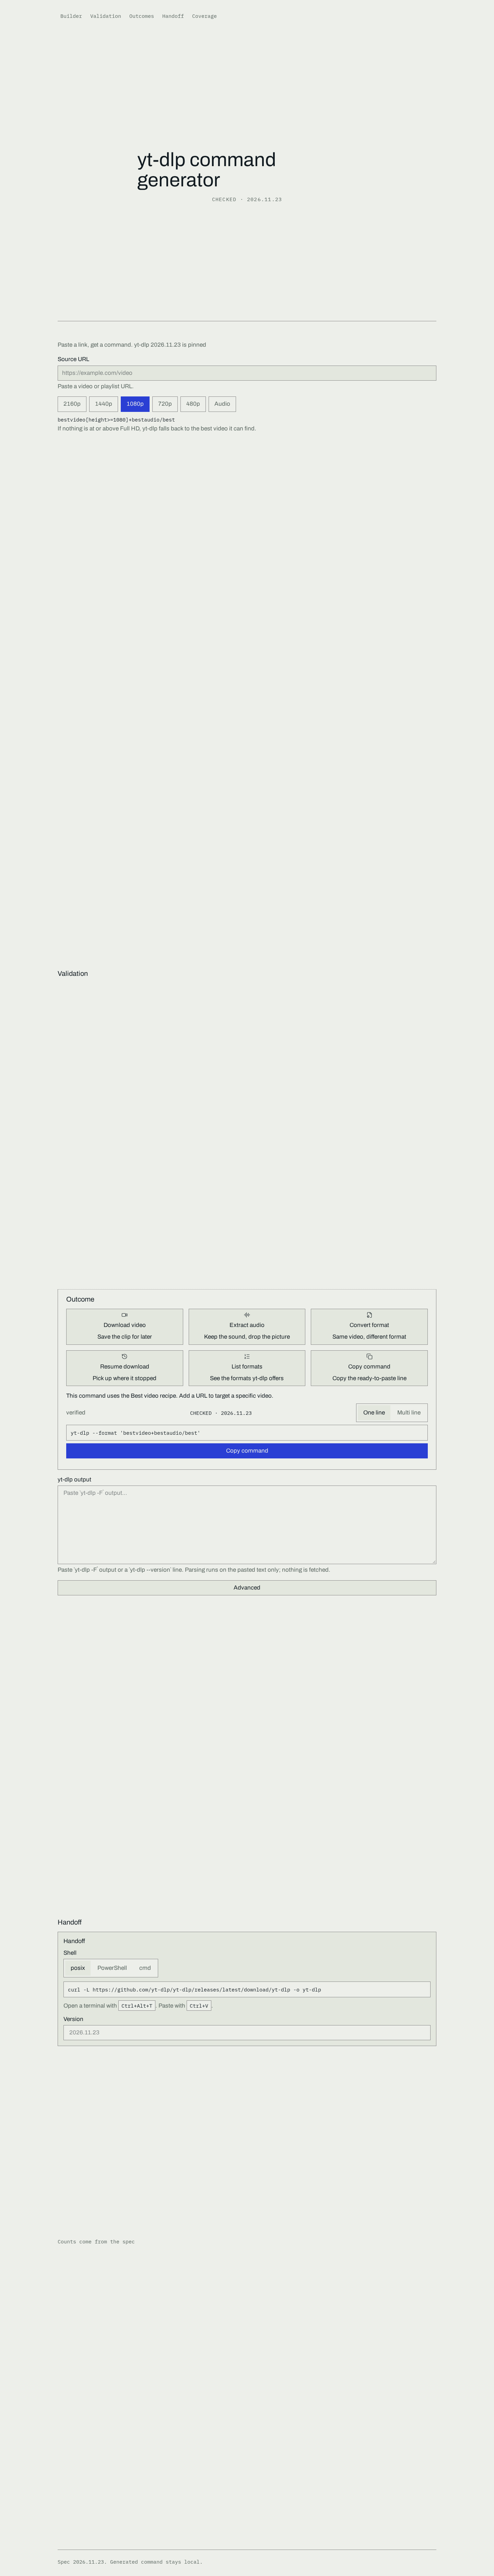 Builder Validation Outcomes Handoff Coverage
yt-dlp command
generator
CHECKED · 2026.11.23
Paste a link, get a command. yt-dlp 2026.11.23 is pinned
Source URL
https://example.com/video
Paste a video or playlist URL.
2160p 1440p 1080p 720p 480p Audio
bestvideo[height>=1080]+bestaudio/best
If nothing is at or above Full HD, yt-dlp falls back to the best video it can find.
Validation
Outcome
Download video
Save the clip for later
Extract audio
Keep the sound, drop the picture
Convert format
Same video, different format
Resume download
Pick up where it stopped
List formats
See the formats yt-dlp offers
Copy command
Copy the ready-to-paste line
This command uses the Best video recipe. Add a URL to target a specific video.
verified CHECKED · 2026.11.23 One line Multi line
yt-dlp --format 'bestvideo+bestaudio/best'
Copy command
yt-dlp output
Paste `yt-dlp -F` output...
Paste `yt-dlp -F` output or a `yt-dlp --version` line. Parsing runs on the pasted text only; nothing is fetched.
Advanced
Handoff
Handoff
Shell
posix PowerShell cmd
curl -L https://github.com/yt-dlp/yt-dlp/releases/latest/download/yt-dlp -o yt-dlp
Open a terminal with Ctrl+Alt+T. Paste with Ctrl+V.
Version
2026.11.23
Counts come from the spec
Spec 2026.11.23. Generated command stays local.